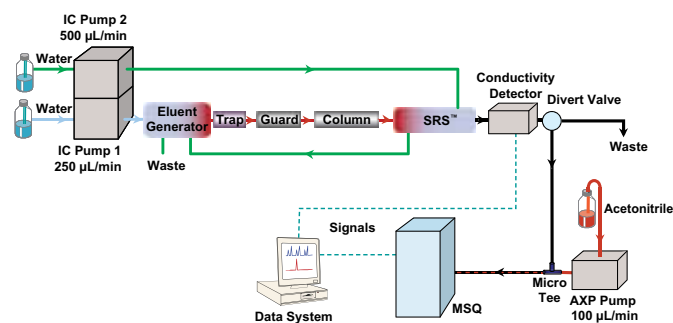 IC Pump 2
500 µL/min
Water
Water
IC Pump 1
250 µL/min
Eluent
Generator
Waste
Trap
Guard
Column
SRS™
Conductivity
Detector
Divert Valve
Waste
Acetonitrile
Signals
Data System
MSQ
Micro
Tee
AXP Pump
100 µL/min